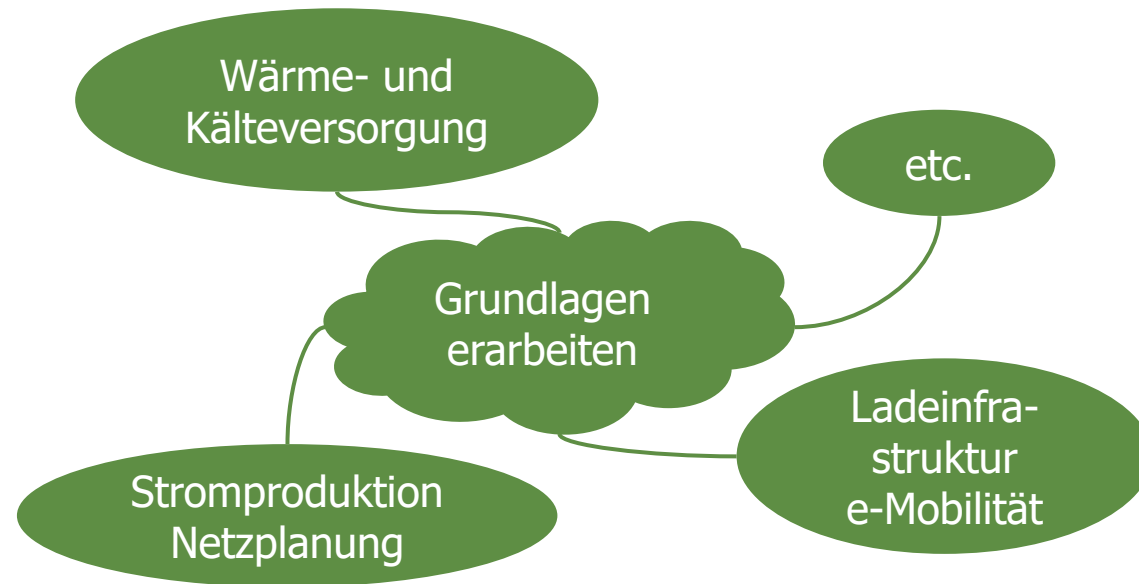 Wärme- und
Kälteversorgung
etc.
Grundlagen
erarbeiten
Ladeinfra-
struktur
e-Mobilität
Stromproduktion
Netzplanung